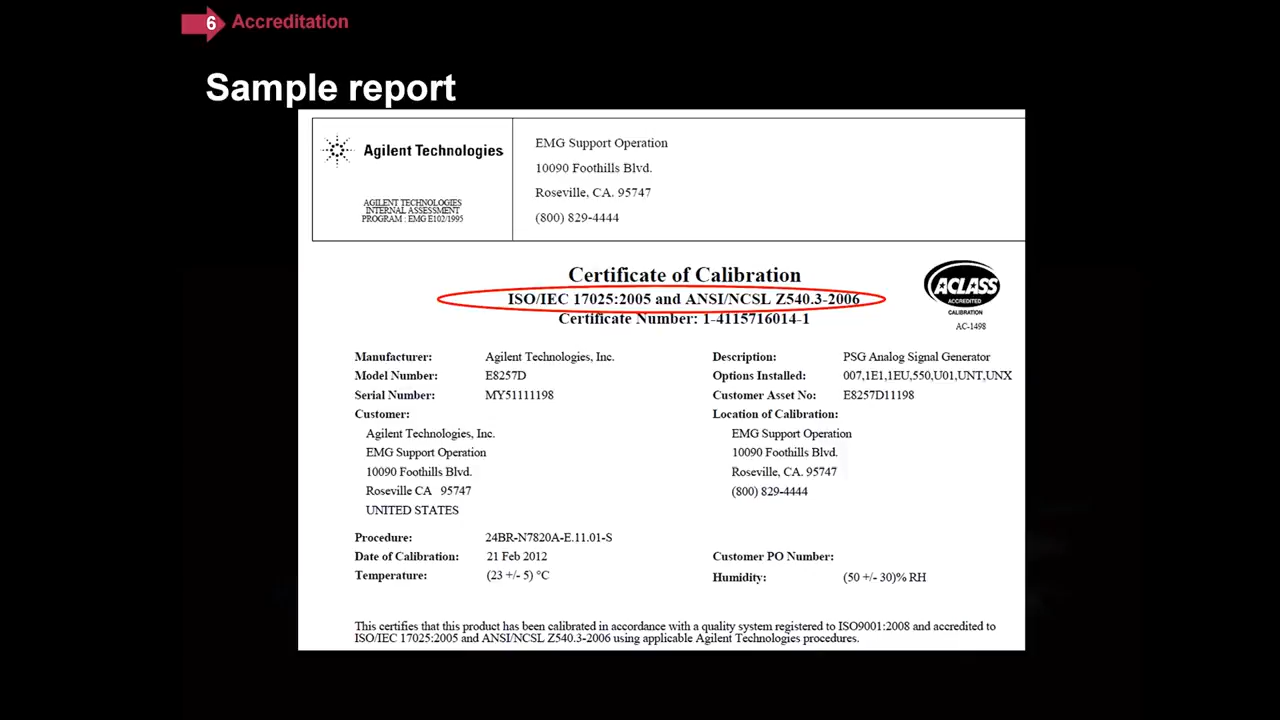 6 Accreditation
Sample report
Agilent Technologies
AGILENT TECHNOLOGIES
INTERNAL ASSESSMENT
PROGRAM : EMG E102/1995
EMG Support Operation
10090 Foothills Blvd.
Roseville, CA. 95747
(800) 829-4444
Certificate of Calibration
ISO/IEC 17025:2005 and ANSI/NCSL Z540.3-2006
Certificate Number: 1-4115716014-1
ACLASS
ACCREDITED
CALIBRATION
AC-1498
Manufacturer: Agilent Technologies, Inc.
Model Number: E8257D
Serial Number: MY51111198
Customer:
Agilent Technologies, Inc.
EMG Support Operation
10090 Foothills Blvd.
Roseville CA 95747
UNITED STATES
Description: PSG Analog Signal Generator
Options Installed: 007,1E1,1EU,550,U01,UNT,UNX
Customer Asset No: E8257D11198
Location of Calibration:
EMG Support Operation
10090 Foothills Blvd.
Roseville, CA. 95747
(800) 829-4444
Procedure: 24BR-N7820A-E.11.01-S
Date of Calibration: 21 Feb 2012
Temperature: (23 +/- 5) °C
Customer PO Number:
Humidity: (50 +/- 30)% RH
This certifies that this product has been calibrated in accordance with a quality system registered to ISO9001:2008 and accredited to
ISO/IEC 17025:2005 and ANSI/NCSL Z540.3-2006 using applicable Agilent Technologies procedures.